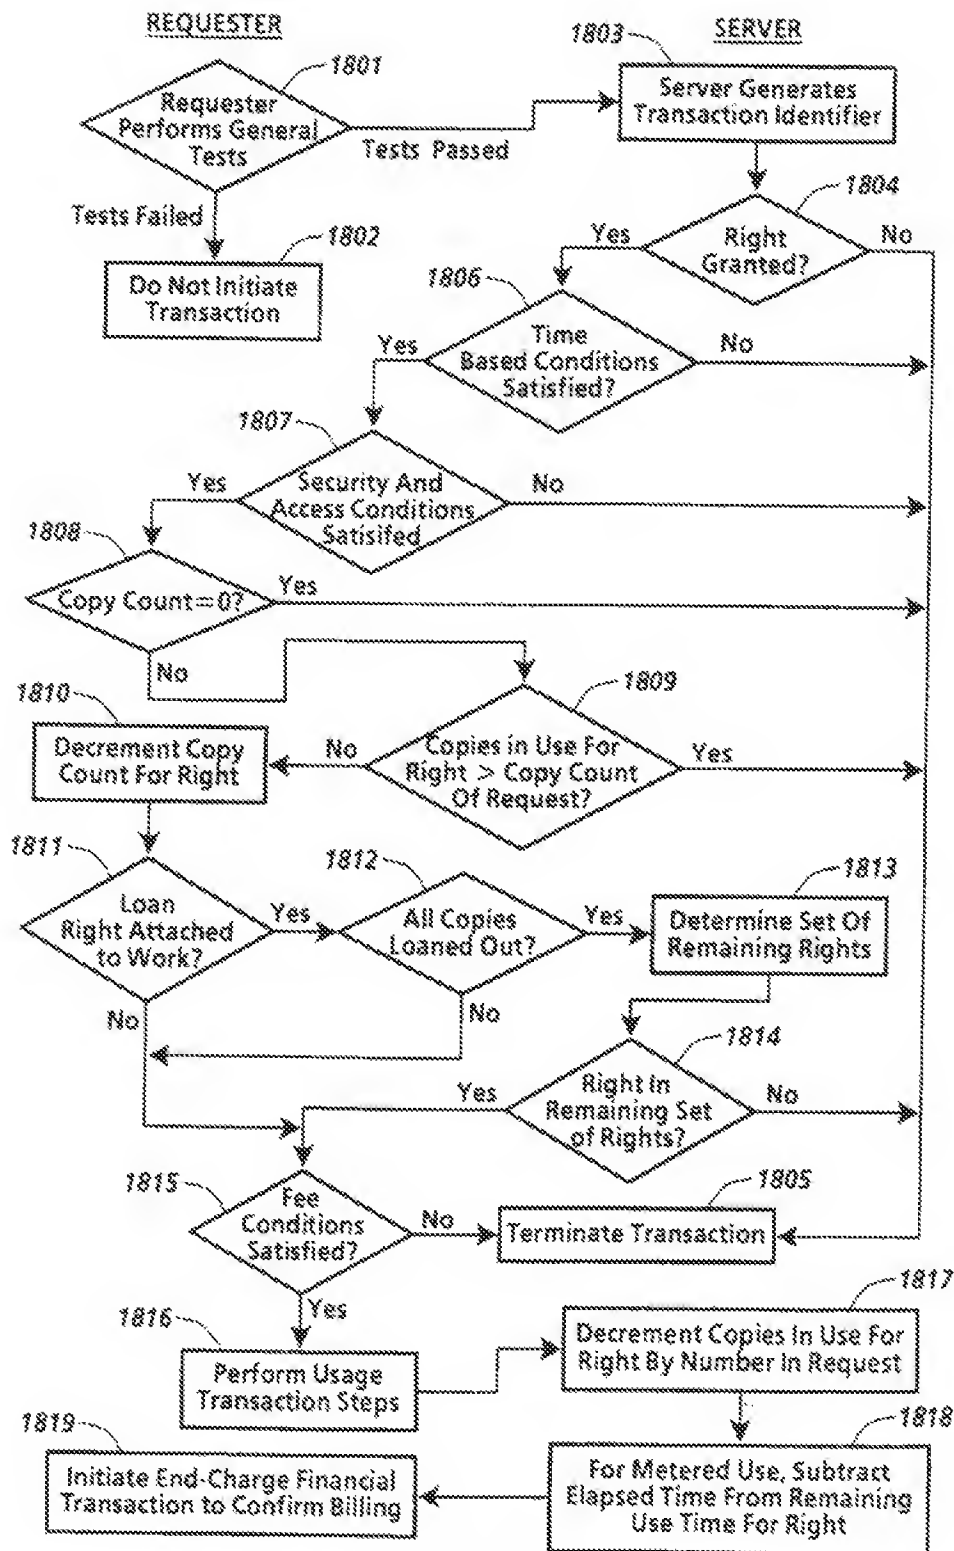 REQUESTER
SERVER
1801
1803
Requester
Performs General
Tests
Tests Passed
Server Generates
Transaction Identifier
Tests Failed
1802
Do Not Initiate
Transaction
1804
Right
Granted?
Yes
No
1806
Time
Based Conditions
Satisfied?
Yes
No
1807
Security And
Access Conditions
Satisifed
Yes
No
1808
Copy Count=0?
Yes
No
1809
Copies in Use For
Right > Copy Count
Of Request?
No
Yes
1810
Decrement Copy
Count For Right
1811
Loan
Right Attached
to Work?
Yes
No
1812
All Copies
Loaned Out?
Yes
No
1813
Determine Set Of
Remaining Rights
1814
Right In
Remaining Set
of Rights?
Yes
No
1815
Fee
Conditions
Satisfied?
No
Yes
1805
Terminate Transaction
1816
Perform Usage
Transaction Steps
1817
Decrement Copies In Use For
Right By Number In Request
1818
For Metered Use, Subtract
Elapsed Time From Remaining
Use Time For Right
1819
Initiate End-Charge Financial
Transaction to Confirm Billing